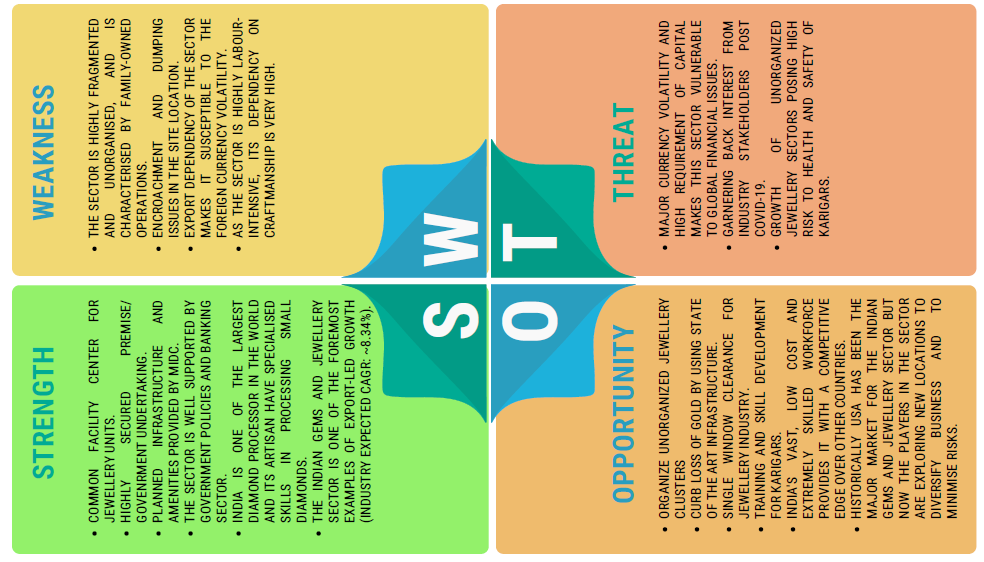 STRENGTH
• COMMON FACILITY CENTER FOR
JEWELLERY UNITS.
• HIGHLY SECURED PREMISE/
GOVENRMENT UNDERTAKING.
• PLANNED INFRASTRUCTURE AND
AMENITIES PROVIDED BY MIDC.
• THE SECTOR IS WELL SUPPORTED BY
GOVERNMENT POLICIES AND BANKING
SECTOR.
• INDIA IS ONE OF THE LARGEST
DIAMOND PROCESSOR IN THE WORLD
AND ITS ARTISAN HAVE SPECIALISED
SKILLS IN PROCESSING SMALL
DIAMONDS.
• THE INDIAN GEMS AND JEWELLERY
SECTOR IS ONE OF THE FOREMOST
EXAMPLES OF EXPORT-LED GROWTH
(INDUSTRY EXPECTED CAGR: ~8.34%).
WEAKNESS
• THE SECTOR IS HIGHLY FRAGMENTED
AND UNORGANISED, AND IS
CHARACTERISED BY FAMILY-OWNED
OPERATIONS.
• ENCROACHMENT AND DUMPING
ISSUES IN THE SITE LOCATION.
• EXPORT DEPENDENCY OF THE SECTOR
MAKES IT SUSCEPTIBLE TO THE
FOREIGN CURRENCY VOLATILITY.
• AS THE SECTOR IS HIGHLY LABOUR-
INTENSIVE, ITS DEPENDENCY ON
CRAFTMANSHIP IS VERY HIGH.
S
W
O
T
OPPORTUNITY
• ORGANIZE UNORGANIZED JEWELLERY
CLUSTERS
• CURB LOSS OF GOLD BY USING STATE
OF THE ART INFRASTRUCTURE.
• SINGLE WINDOW CLEARANCE FOR
JEWELLERY INDUSTRY.
• TRAINING AND SKILL DEVELOPMENT
FOR KARIGARS.
• INDIA'S VAST, LOW COST AND
EXTREMELY SKILLED WORKFORCE
PROVIDES IT WITH A COMPETITIVE
EDGE OVER OTHER COUNTRIES.
• HISTORICALLY USA HAS BEEN THE
MAJOR MARKET FOR THE INDIAN
GEMS AND JEWELLERY SECTOR BUT
NOW THE PLAYERS IN THE SECTOR
ARE EXPLORING NEW LOCATIONS TO
DIVERSIFY BUSINESS AND TO
MINIMISE RISKS.
THREAT
• MAJOR CURRENCY VOLATILITY AND
HIGH REQUIREMENT OF CAPITAL
MAKES THIS SECTOR VULNERABLE
TO GLOBAL FINANCIAL ISSUES.
• GARNERING BACK INTEREST FROM
INDUSTRY STAKEHOLDERS POST
COVID-19.
• GROWTH OF UNORGANIZED
JEWELLERY SECTORS POSING HIGH
RISK TO HEALTH AND SAFETY OF
KARIGARS.